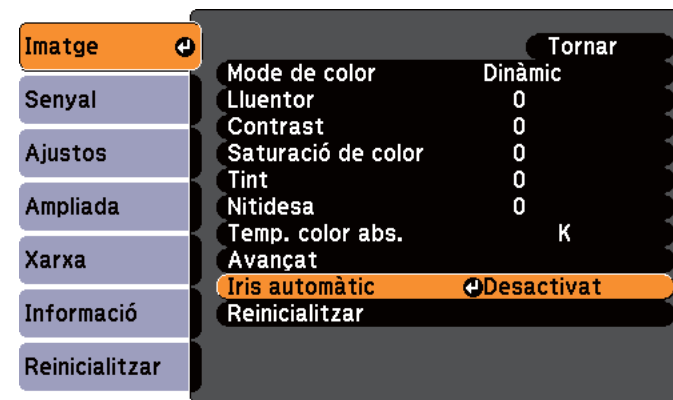 Imatge
Senyal
Ajustos
Ampliada
Xarxa
Informació
Reinicialitzar
Tornar
Mode de color Dinàmic
Lluentor 0
Contrast 0
Saturació de color 0
Tint 0
Nitidesa 0
Temp. color abs. K
Avançat
Iris automàtic Desactivat
Reinicialitzar